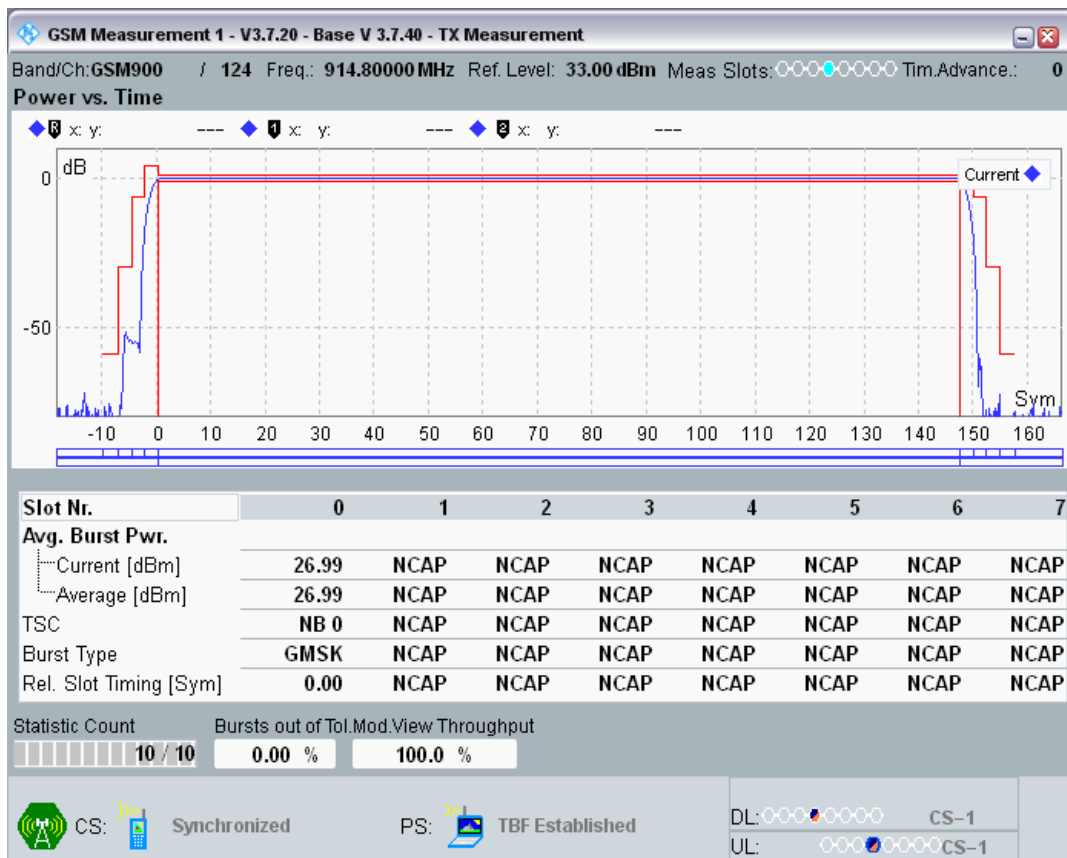 GSM Measurement 1 - V3.7.20 - Base V 3.7.40 - TX Measurement
Band/Ch:GSM900 / 124 Freq.: 914.80000 MHz Ref. Level: 33.00 dBm Meas Slots: Tim.Advance.: 0
Power vs. Time
R x: y: --- 1 x: y: --- 2 x: y: ---
dB
0
Current
-50
Sym
-10 0 10 20 30 40 50 60 70 80 90 100 110 120 130 140 150 160
Slot Nr. 0 1 2 3 4 5 6 7
Avg. Burst Pwr.
Current [dBm] 26.99 NCAP NCAP NCAP NCAP NCAP NCAP NCAP
Average [dBm] 26.99 NCAP NCAP NCAP NCAP NCAP NCAP NCAP
TSC NB 0 NCAP NCAP NCAP NCAP NCAP NCAP NCAP
Burst Type GMSK NCAP NCAP NCAP NCAP NCAP NCAP NCAP
Rel. Slot Timing [Sym] 0.00 NCAP NCAP NCAP NCAP NCAP NCAP NCAP
Statistic Count Bursts out of Tol.Mod.View Throughput
10 / 10 0.00 % 100.0 %
CS: Synchronized PS: TBF Established
DL: CS-1
UL: CS-1